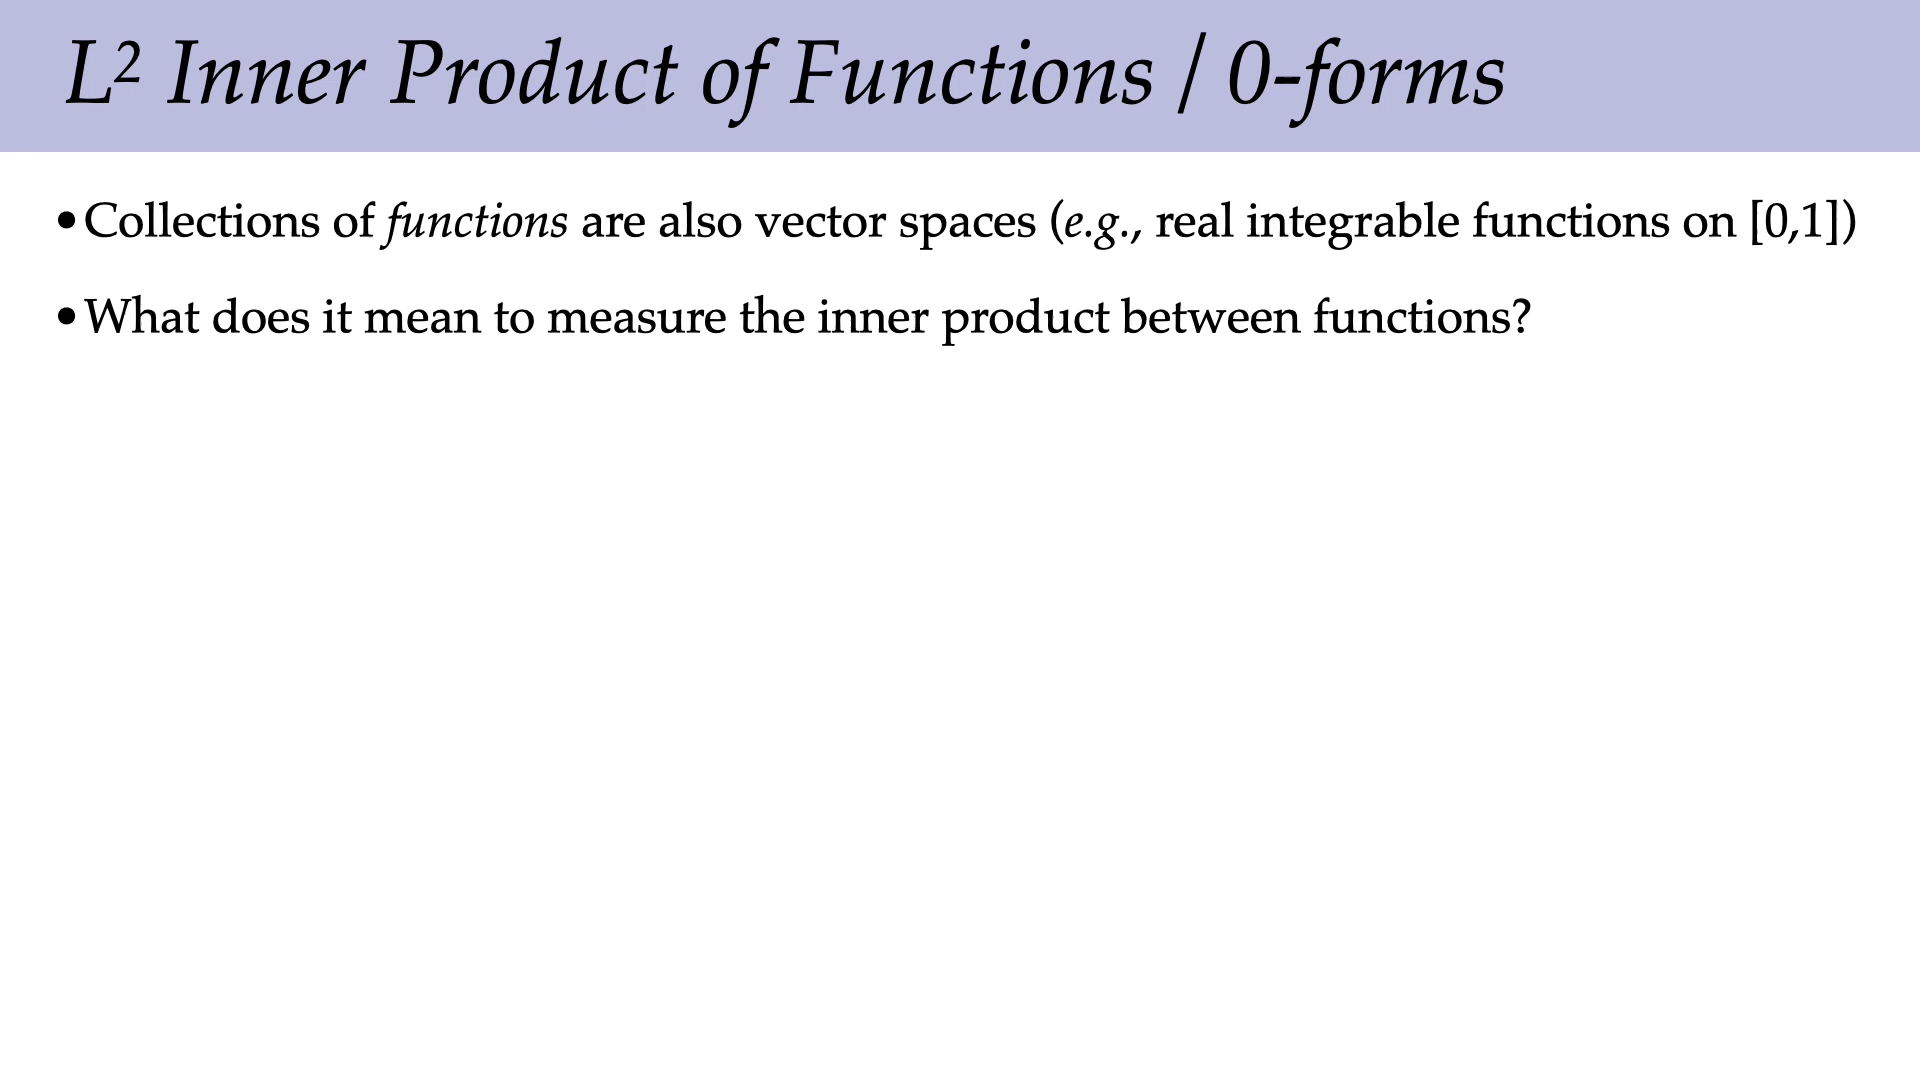 L² Inner Product of Functions / 0-forms
•Collections of functions are also vector spaces (e.g., real integrable functions on [0,1])
•What does it mean to measure the inner product between functions?